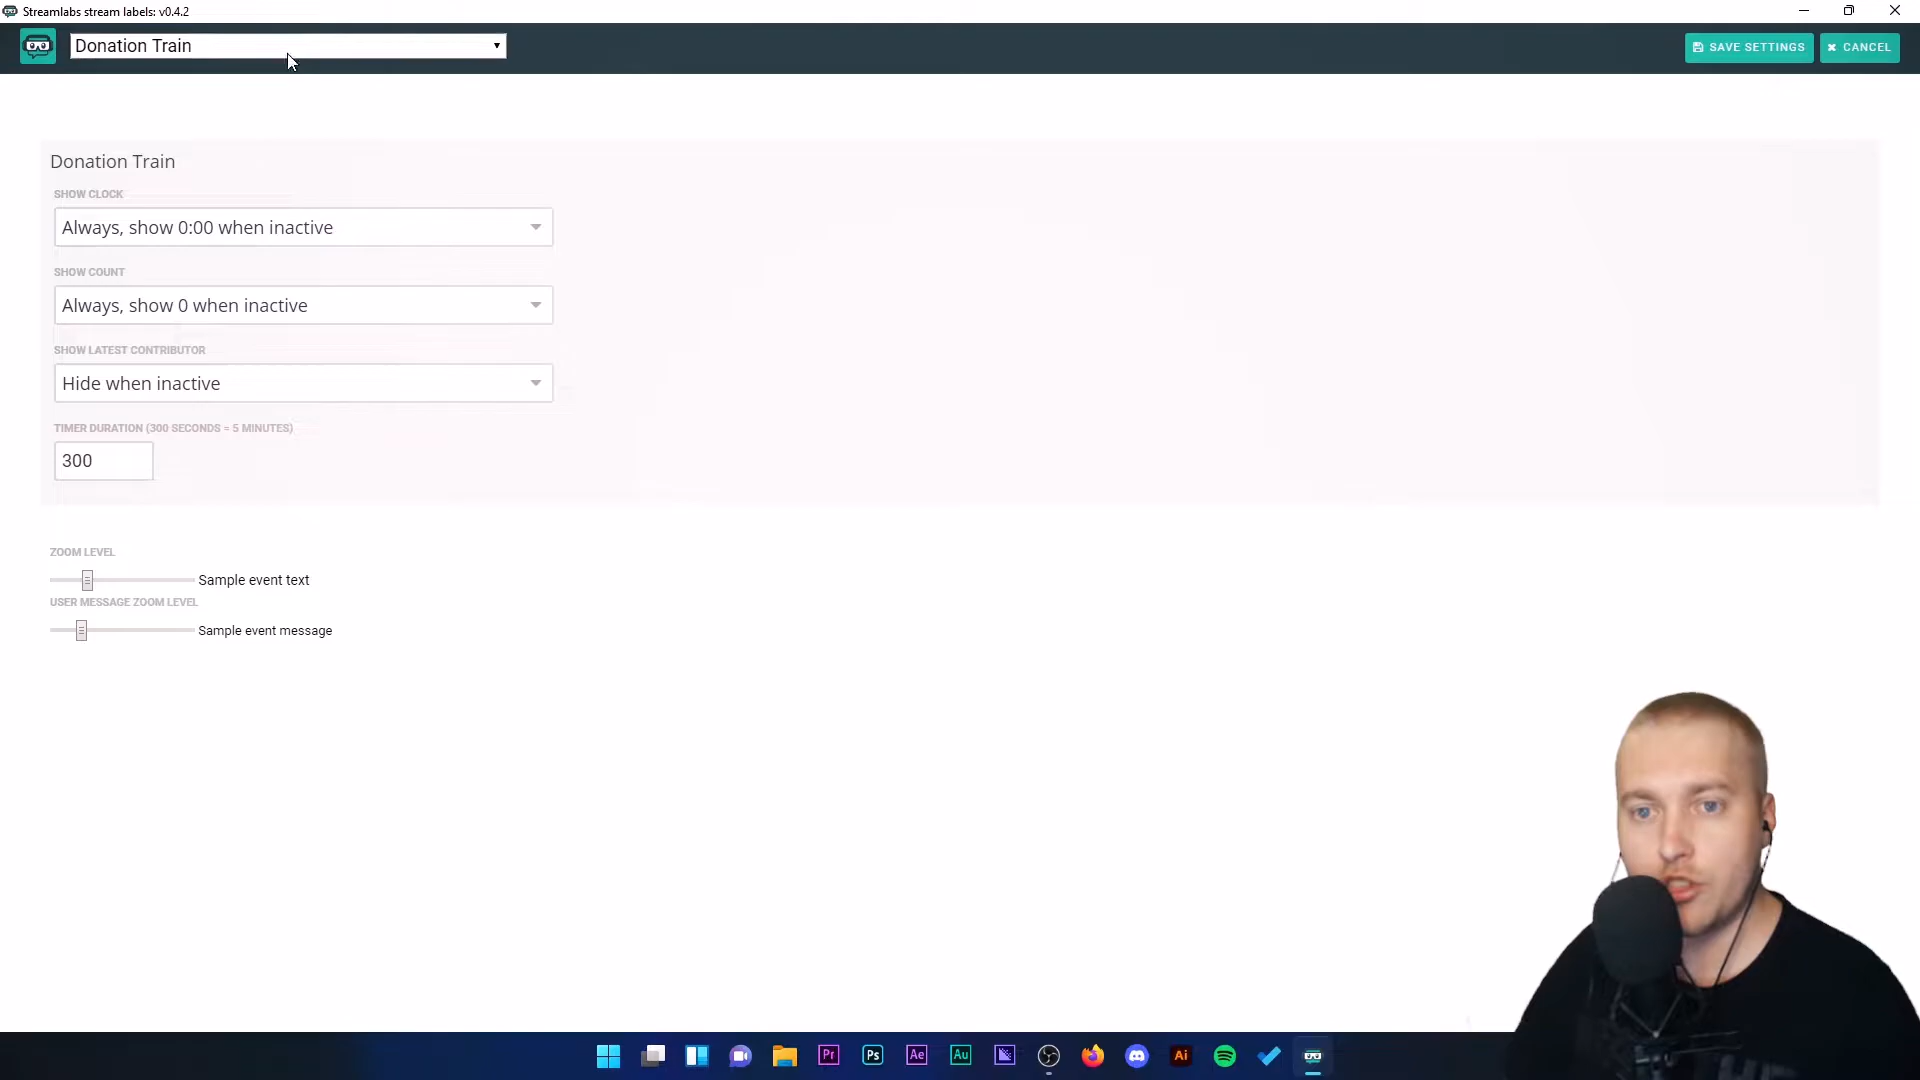 Streamlabs stream labels: v0.4.2
Donation Train
SAVE SETTINGS
CANCEL
Donation Train
SHOW CLOCK
Always, show 0:00 when inactive
SHOW COUNT
Always, show 0 when inactive
SHOW LATEST CONTRIBUTOR
Hide when inactive
TIMER DURATION (300 SECONDS = 5 MINUTES)
300
ZOOM LEVEL
Sample event text
USER MESSAGE ZOOM LEVEL
Sample event message
Pr
Ps
Ae
Au
Ai